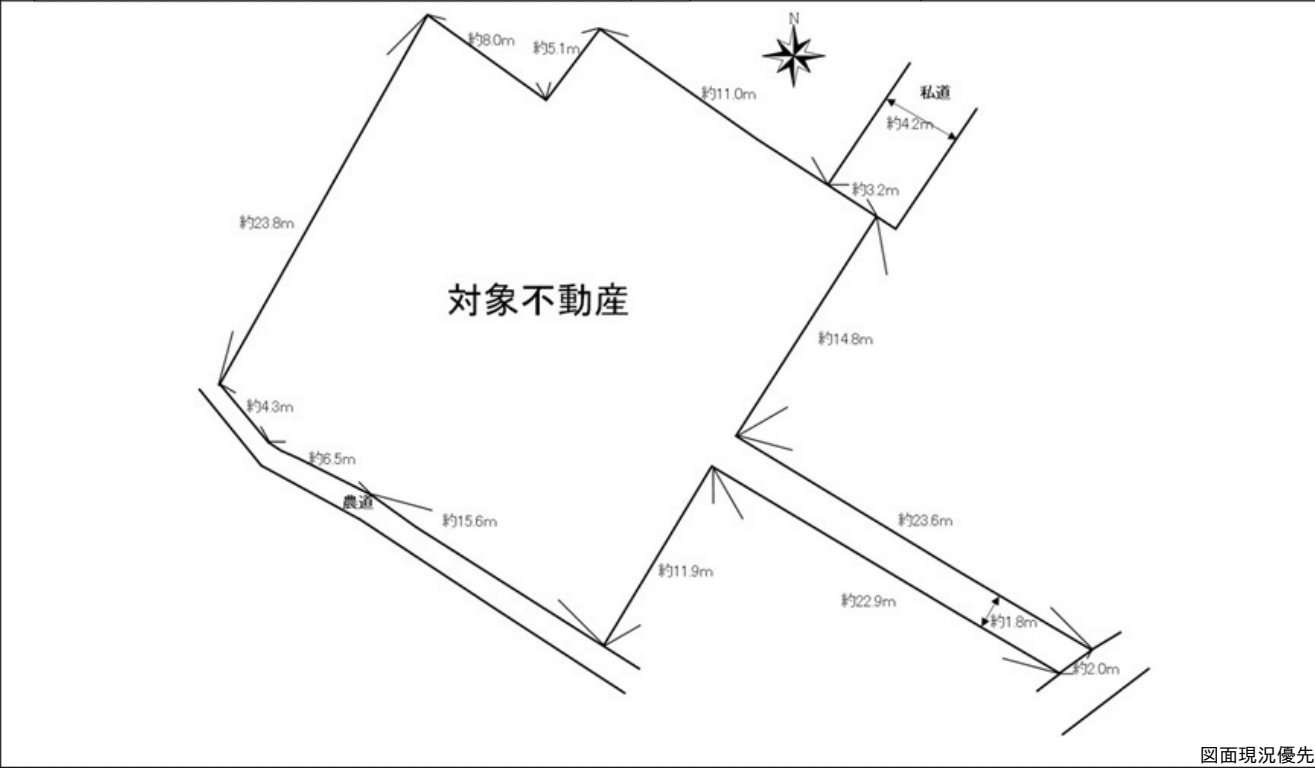 N
約8.0m
約5.1m
約11.0m
私道
約4.2m
約3.2m
約23.8m
対象不動産
約14.8m
約4.3m
約6.5m
農道
約15.6m
約23.6m
約11.9m
約22.9m
約1.8m
約2.0m
図面現況優先